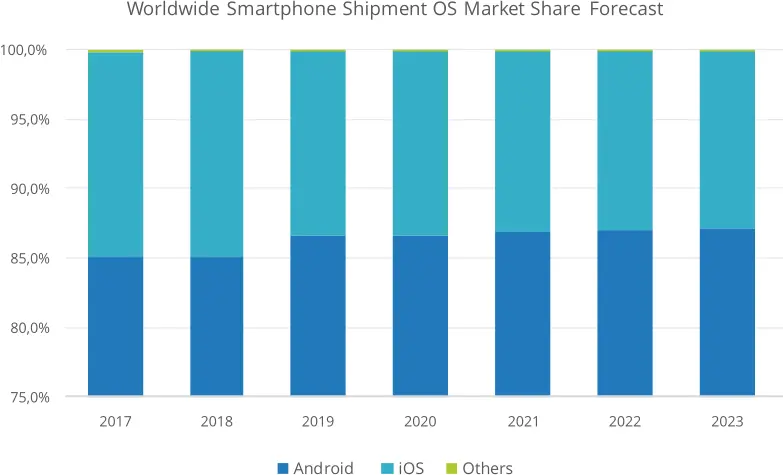 Worldwide Smartphone Shipment OS Market Share Forecast
100,0%
95,0%
90,0%
85,0%
80,0%
75,0%
2017 2018 2019 2020 2021 2022 2023
Android iOS Others